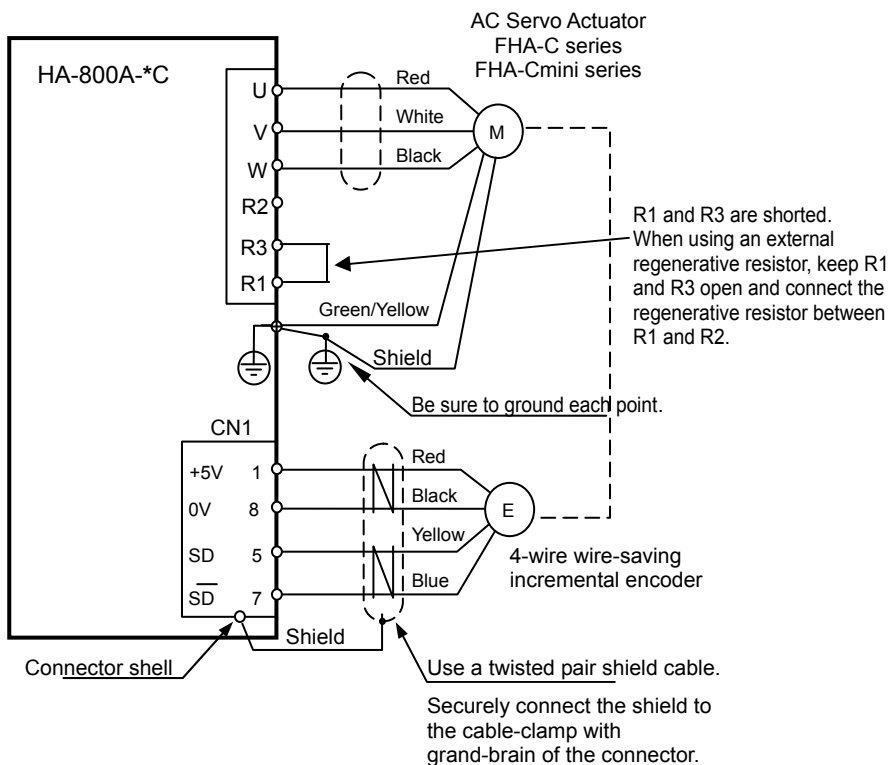 AC Servo Actuator
FHA-C series
FHA-Cmini series
HA-800A-*C
U
Red
V
White
M
W
Black
R2
R3
R1
R1 and R3 are shorted.
When using an external
regenerative resistor, keep R1
and R3 open and connect the
regenerative resistor between
R1 and R2.
Green/Yellow
Shield
Be sure to ground each point.
CN1
+5V 1
Red
0V 8
Black
E
SD 5
Yellow
4-wire wire-saving
incremental encoder
S̅D̅ 7
Blue
Shield
Connector shell
Use a twisted pair shield cable.
Securely connect the shield to
the cable-clamp with
grand-brain of the connector.